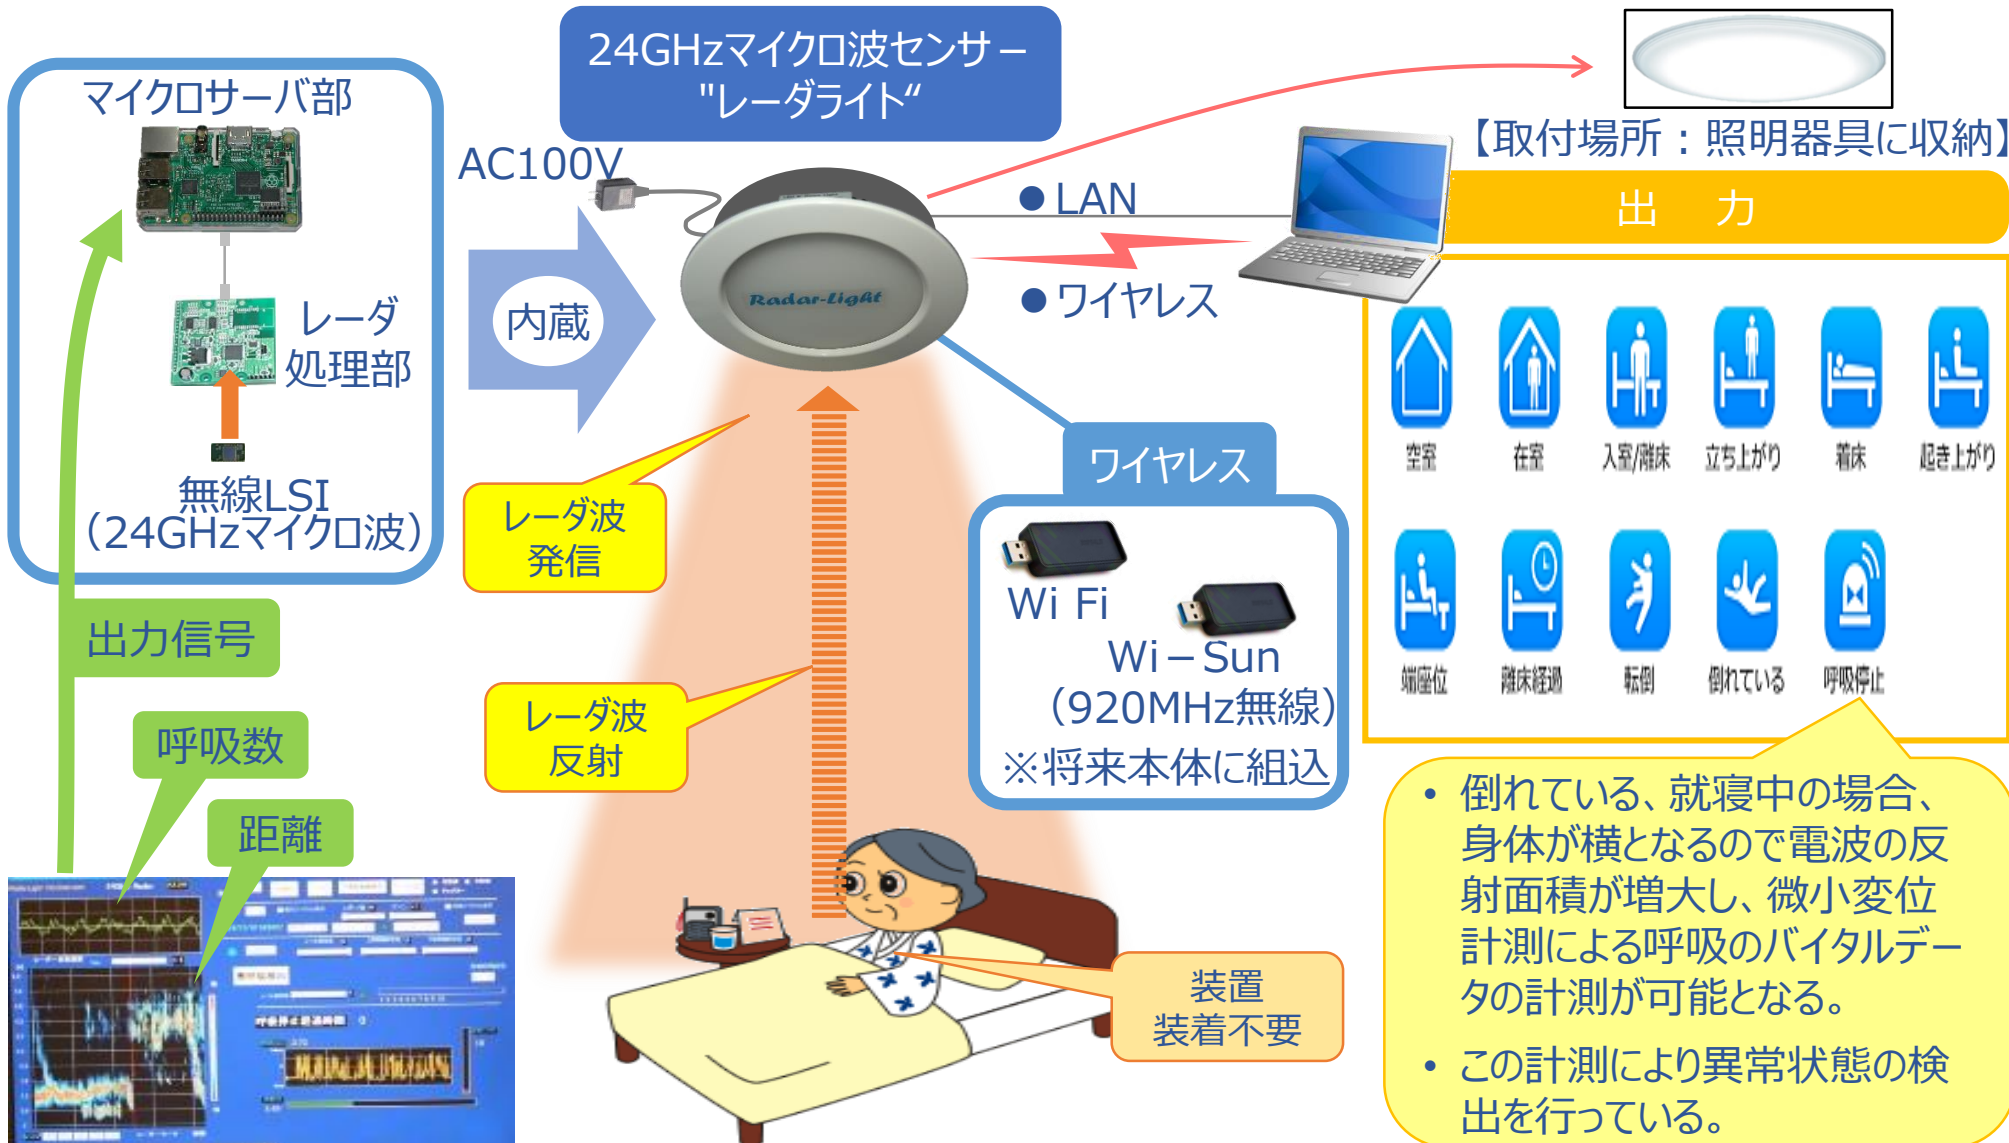 24GHzマイクロ波センサー
"レーダライト“
マイクロサーバ部
レーダ
処理部
無線LSI
（24GHzマイクロ波）
AC100V
内蔵
Radar-Light
●LAN
●ワイヤレス
【取付場所：照明器具に収納】
出　力
空室
在室
入室/離床
立ち上がり
着床
起き上がり
端座位
離床経過
転倒
倒れている
呼吸停止
レーダ波
発信
レーダ波
反射
ワイヤレス
Wi Fi
Wi－Sun
（920MHz無線）
※将来本体に組込
出力信号
呼吸数
距離
装置
装着不要
• 倒れている、就寝中の場合、
身体が横となるので電波の反
射面積が増大し、微小変位
計測による呼吸のバイタルデー
タの計測が可能となる。
• この計測により異常状態の検
出を行っている。